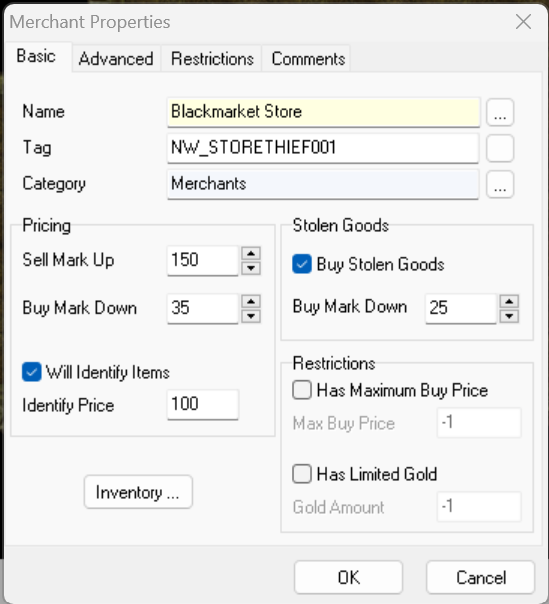 Merchant Properties
Basic Advanced Restrictions Comments
Name Blackmarket Store ...
Tag NW_STORETHIEF001
Category Merchants ...
Pricing
Sell Mark Up 150
Buy Mark Down 35
Will Identify Items
Identify Price 100
Inventory ...
Stolen Goods
Buy Stolen Goods
Buy Mark Down 25
Restrictions
Has Maximum Buy Price
Max Buy Price -1
Has Limited Gold
Gold Amount -1
OK Cancel